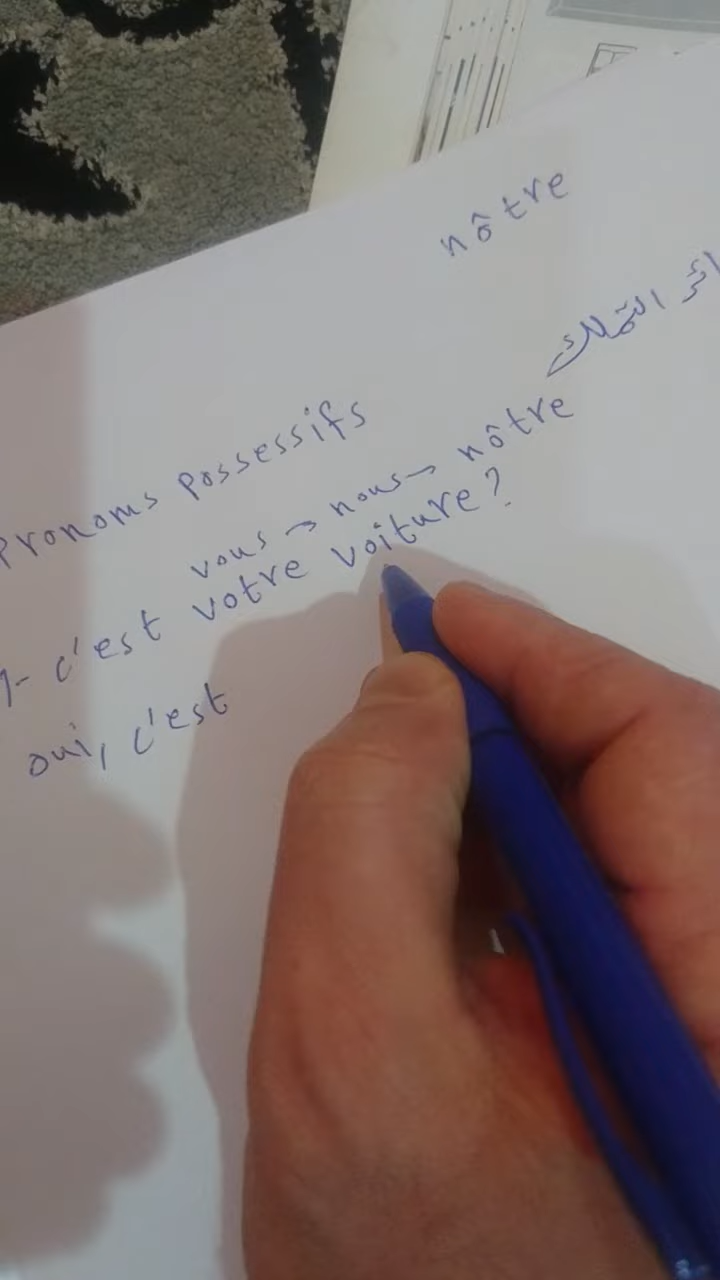 nôtre
التملك
Pronoms possessifs
vous → nous → nôtre
1- c'est votre voiture?
oui, c'est